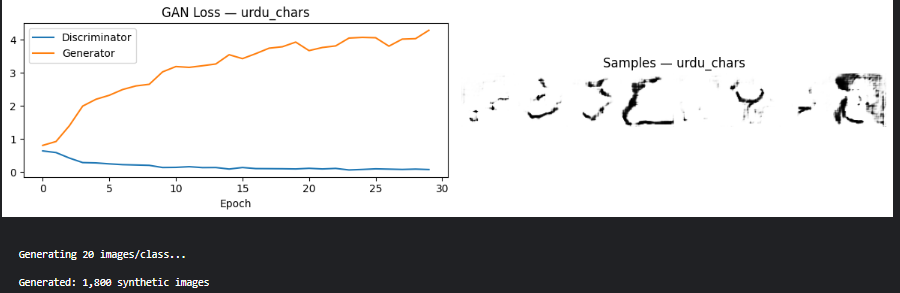 GAN Loss — urdu_chars
Discriminator
Generator
4
3
2
1
0
0 5 10 15 20 25 30
Epoch
Samples — urdu_chars
Generating 20 images/class...
Generated: 1,800 synthetic images